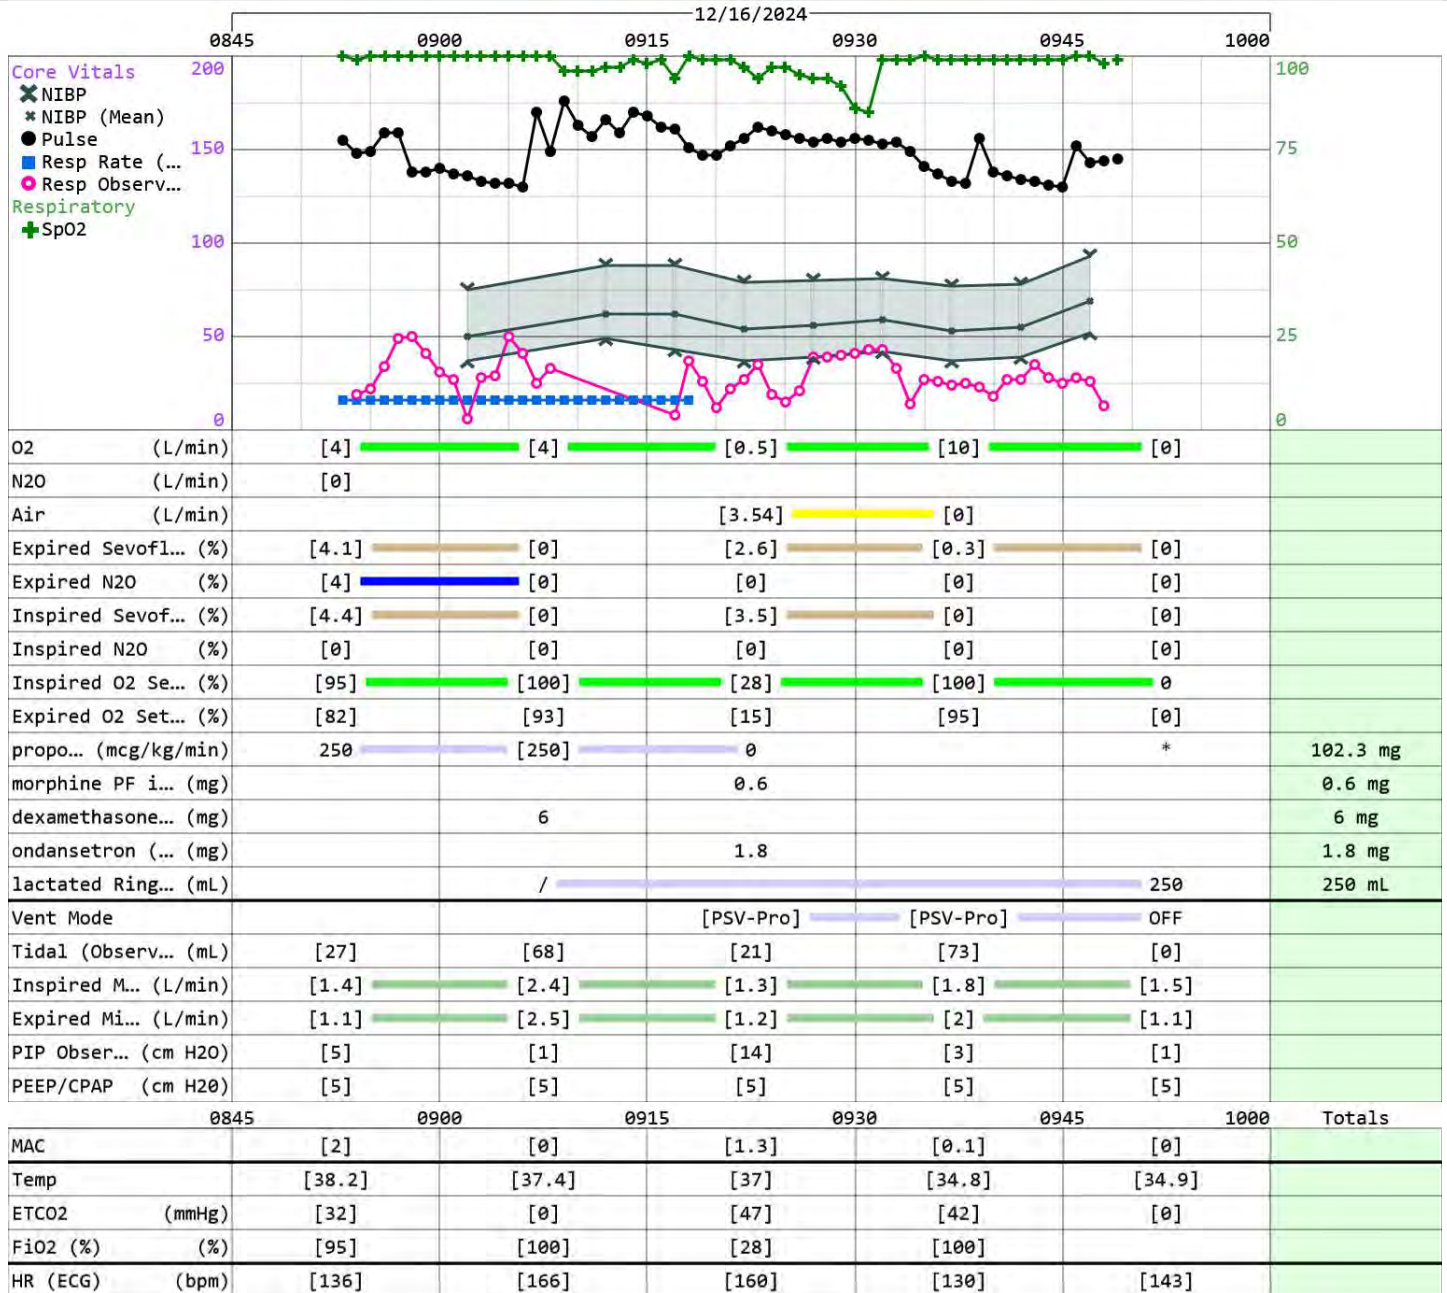 12/16/2024
0845 0900 0915 0930 0945 1000
Core Vitals 200 100
NIBP
NIBP (Mean)
Pulse 150 75
Resp Rate (...
Resp Observ...
Respiratory
SpO2
100 50
50 25
0 0
O2 (L/min) [4] [4] [0.5] [10] [0]
N2O (L/min) [0]
Air (L/min) [3.54] [0]
Expired Sevofl... (%) [4.1] [0] [2.6] [0.3] [0]
Expired N2O (%) [4] [0] [0] [0] [0]
Inspired Sevof... (%) [4.4] [0] [3.5] [0] [0]
Inspired N2O (%) [0] [0] [0] [0] [0]
Inspired O2 Se... (%) [95] [100] [28] [100] 0
Expired O2 Set... (%) [82] [93] [15] [95] [0]
propo... (mcg/kg/min) 250 [250] 0 * 102.3 mg
morphine PF i... (mg) 0.6 0.6 mg
dexamethasone... (mg) 6 6 mg
ondansetron (... (mg) 1.8 1.8 mg
lactated Ring... (mL) / 250 250 mL
Vent Mode [PSV-Pro] [PSV-Pro] OFF
Tidal (Observ... (mL) [27] [68] [21] [73] [0]
Inspired M... (L/min) [1.4] [2.4] [1.3] [1.8] [1.5]
Expired Mi... (L/min) [1.1] [2.5] [1.2] [2] [1.1]
PIP Obser... (cm H2O) [5] [1] [14] [3] [1]
PEEP/CPAP (cm H20) [5] [5] [5] [5] [5]
0845 0900 0915 0930 0945 1000 Totals
MAC [2] [0] [1.3] [0.1] [0]
Temp [38.2] [37.4] [37] [34.8] [34.9]
ETCO2 (mmHg) [32] [0] [47] [42] [0]
FiO2 (%) (%) [95] [100] [28] [100]
HR (ECG) (bpm) [136] [166] [160] [130] [143]